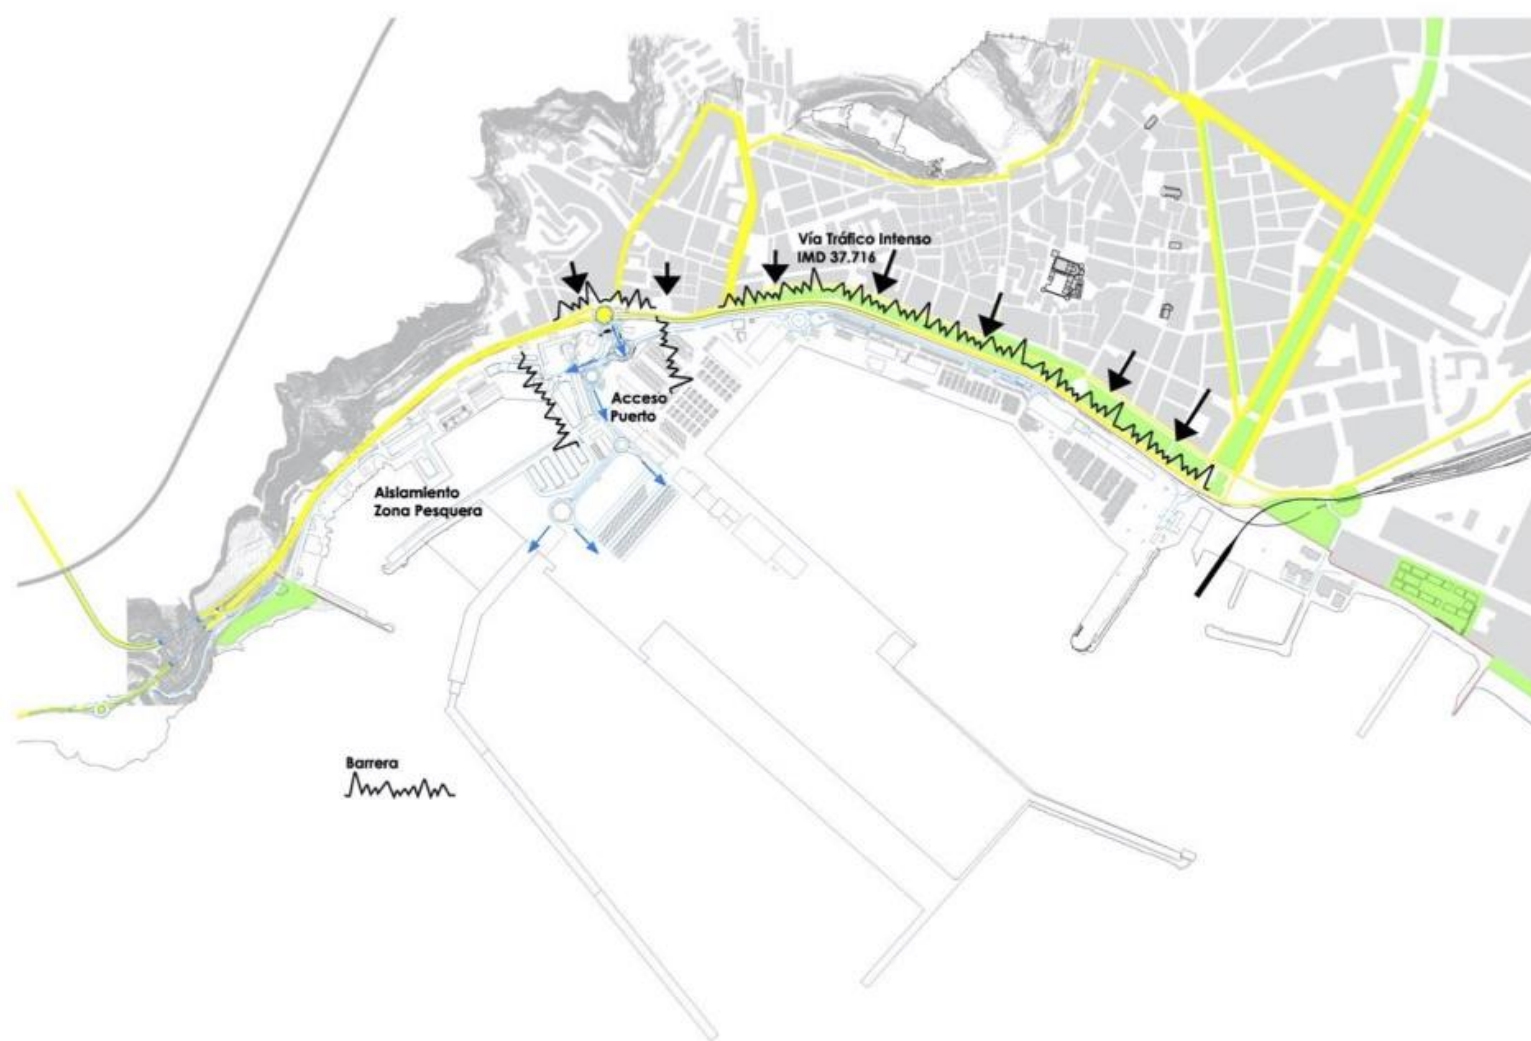 Vía Tráfico Intenso
IMD 37.716
Acceso
Puerto
Aislamiento
Zona Pesquera
Barrera